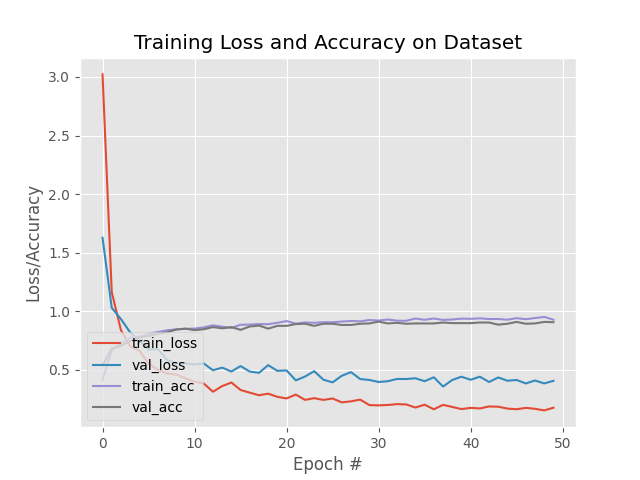 Training Loss and Accuracy on Dataset
Loss/Accuracy
3.0
2.5
2.0
1.5
1.0
0.5
train_loss
val_loss
train_acc
val_acc
0 10 20 30 40 50
Epoch #